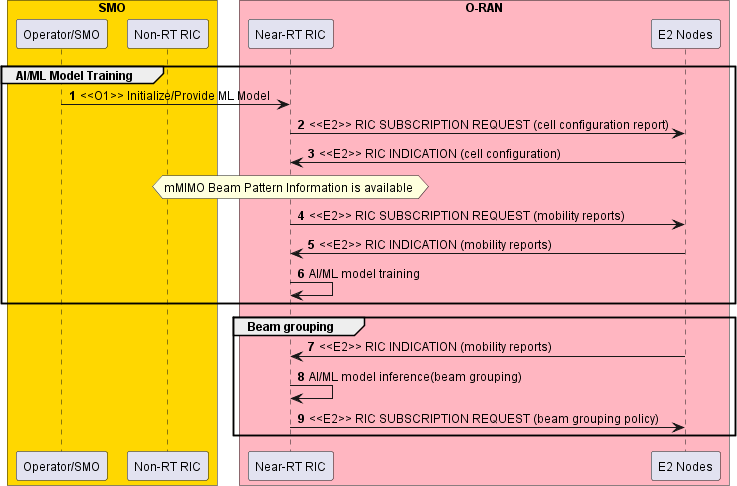 SMO
O-RAN
Operator/SMO
Non-RT RIC
Near-RT RIC
E2 Nodes
AI/ML Model Training
1 <<O1>> Initialize/Provide ML Model
2 <<E2>> RIC SUBSCRIPTION REQUEST (cell configuration report)
3 <<E2>> RIC INDICATION (cell configuration)
mMIMO Beam Pattern Information is available
4 <<E2>> RIC SUBSCRIPTION REQUEST (mobility reports)
5 <<E2>> RIC INDICATION (mobility reports)
6 AI/ML model training
Beam grouping
7 <<E2>> RIC INDICATION (mobility reports)
8 AI/ML model inference(beam grouping)
9 <<E2>> RIC SUBSCRIPTION REQUEST (beam grouping policy)
Operator/SMO
Non-RT RIC
Near-RT RIC
E2 Nodes